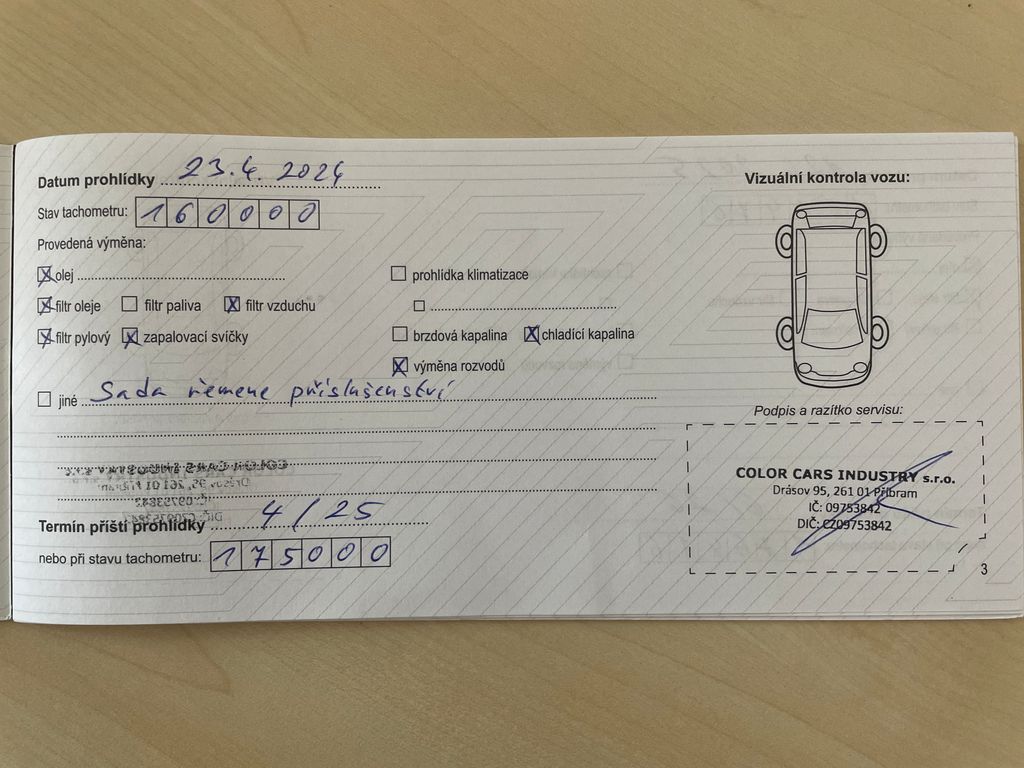 Datum prohlídky 23.4. 2024
Stav tachometru: 160000
Provedená výměna:
olej
filtr oleje filtr paliva filtr vzduchu
filtr pylový zapalovací svíčky
prohlídka klimatizace
brzdová kapalina chladící kapalina
výměna rozvodů
jiné Sada řemene příslušenství
Termín příští prohlídky 4/25
nebo při stavu tachometru: 175000
Vizuální kontrola vozu:
Podpis a razítko servisu:
COLOR CARS INDUSTRY s.r.o.
Drásov 95, 261 01 Příbram
IČ: 09753842
DIČ: CZ09753842
3